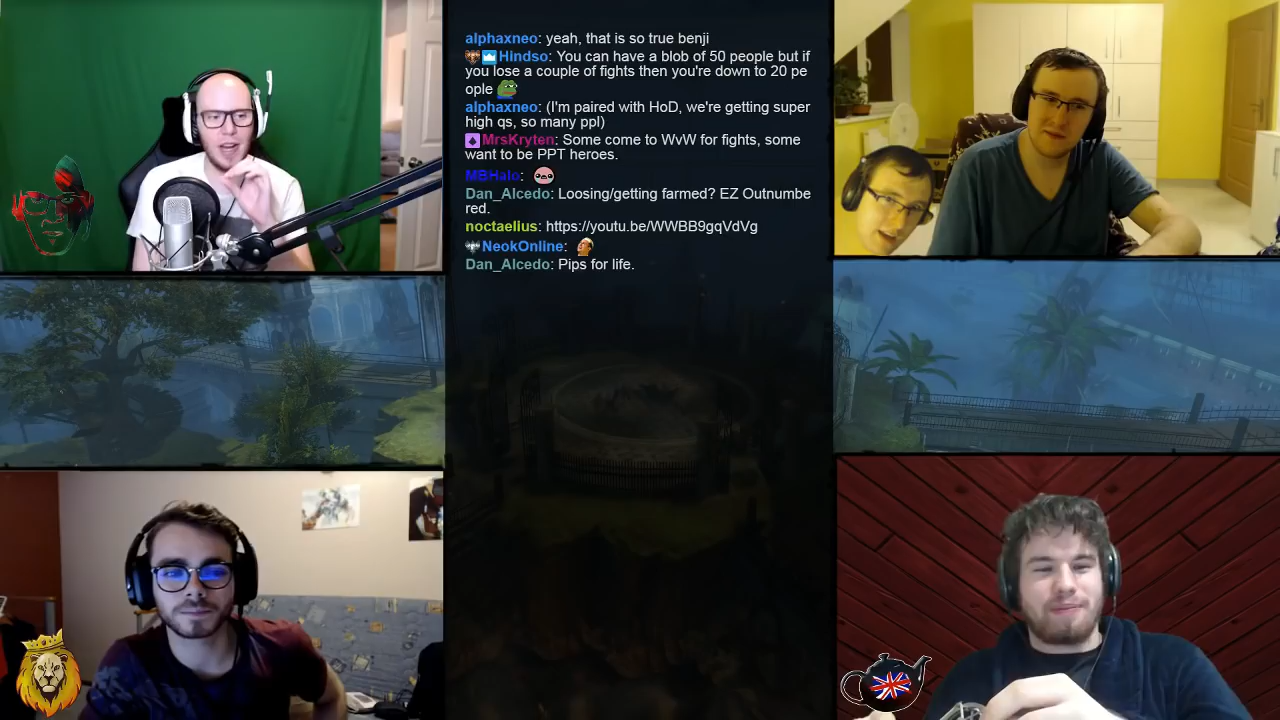 alphaxneo: yeah, that is so true benji
Hindso: You can have a blob of 50 people but if
you lose a couple of fights then you're down to 20 pe
ople
alphaxneo: (I'm paired with HoD, we're getting super
high qs, so many ppl)
MrsKryten: Some come to WvW for fights, some
want to be PPT heroes.
MBHalo:
Dan_Alcedo: Loosing/getting farmed? EZ Outnumbe
red.
noctaelius: https://youtu.be/WWBB9gqVdVg
NeokOnline:
Dan_Alcedo: Pips for life.